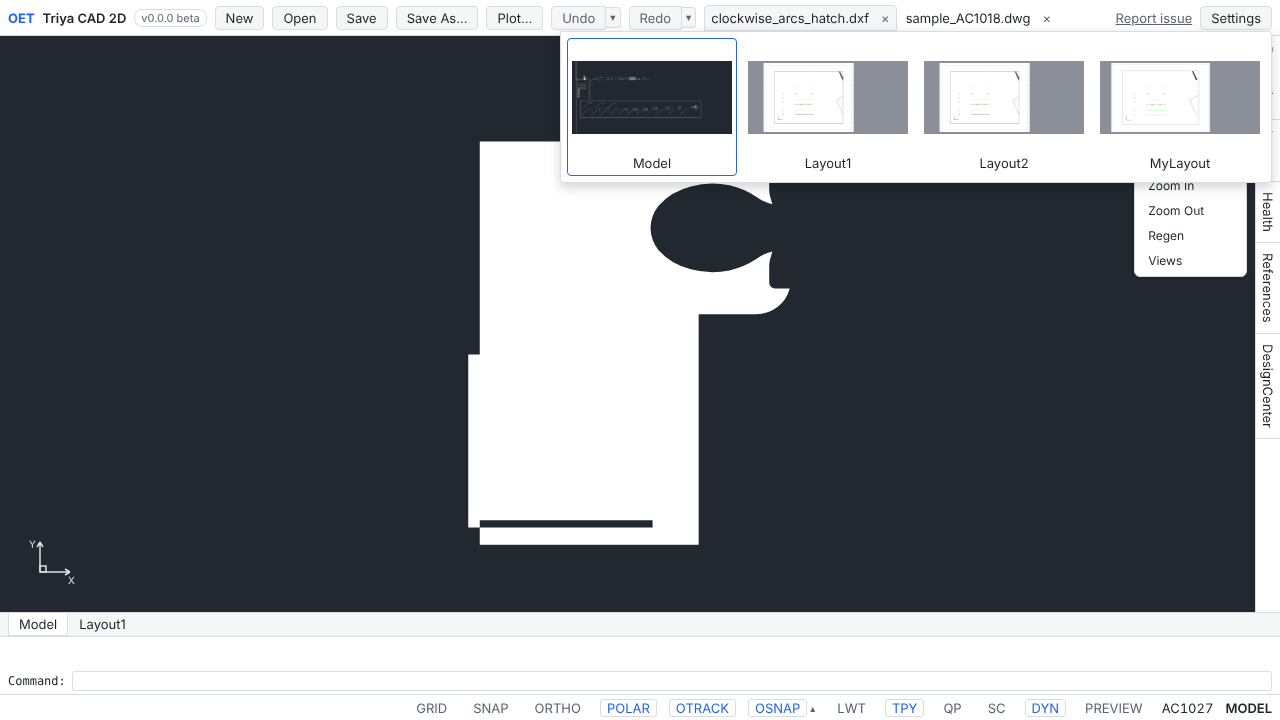 OET Triya CAD 2D v0.0.0 beta New Open Save Save As... Plot... Undo ▾ Redo ▾ clockwise_arcs_hatch.dxf × sample_AC1018.dwg × Report issue Settings
Model Layout1 Layout2 MyLayout
Zoom In
Zoom Out
Regen
Views
Health
References
DesignCenter
Y
X
Model Layout1
Command:
GRID SNAP ORTHO POLAR OTRACK OSNAP ▴ LWT TPY QP SC DYN PREVIEW AC1027 MODEL